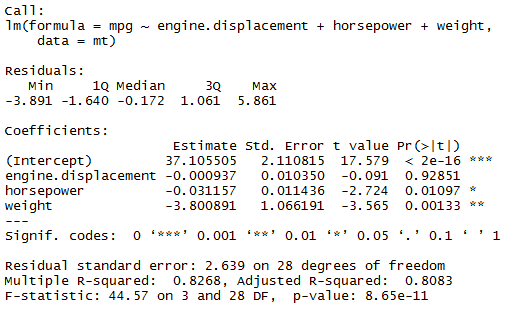 Call:
lm(formula = mpg ~ engine.displacement + horsepower + weight,
    data = mt)

Residuals:
   Min     1Q Median     3Q    Max
-3.891 -1.640 -0.172  1.061  5.861

Coefficients:
                     Estimate Std. Error t value Pr(>|t|)
(Intercept)         37.105505   2.110815  17.579  < 2e-16 ***
engine.displacement -0.000937   0.010350  -0.091  0.92851
horsepower          -0.031157   0.011436  -2.724  0.01097 *
weight              -3.800891   1.066191  -3.565  0.00133 **
---
Signif. codes:  0 ‘***’ 0.001 ‘**’ 0.01 ‘*’ 0.05 ‘.’ 0.1 ‘ ’ 1

Residual standard error: 2.639 on 28 degrees of freedom
Multiple R-squared:  0.8268, Adjusted R-squared:  0.8083
F-statistic: 44.57 on 3 and 28 DF,  p-value: 8.65e-11